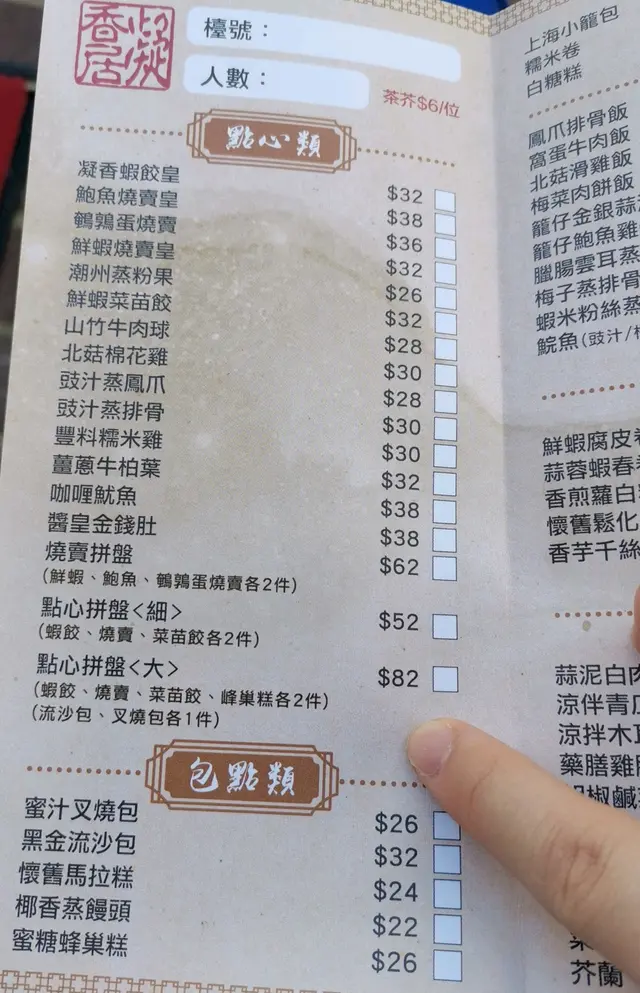 凝香居
檯號：
人數：
茶芥$6/位
點心類
凝香蝦餃皇 $32
鮑魚燒賣皇 $38
鵪鶉蛋燒賣 $36
鮮蝦燒賣皇 $32
潮州蒸粉果 $26
鮮蝦菜苗餃 $32
山竹牛肉球 $28
北菇棉花雞 $30
豉汁蒸鳳爪 $28
豉汁蒸排骨 $30
豐料糯米雞 $30
薑蔥牛柏葉 $32
咖喱魷魚 $38
醬皇金錢肚 $38
燒賣拼盤 $62
(鮮蝦、鮑魚、鵪鶉蛋燒賣各2件)
點心拼盤<細> $52
(蝦餃、燒賣、菜苗餃各2件)
點心拼盤<大> $82
(蝦餃、燒賣、菜苗餃、峰巢糕各2件)
(流沙包、叉燒包各1件)
包點類
蜜汁叉燒包 $26
黑金流沙包 $32
懷舊馬拉糕 $24
椰香蒸饅頭 $22
蜜糖蜂巢糕 $26
上海小籠包
糯米卷
白糖糕
鳳爪排骨飯
窩蛋牛肉飯
北菇滑雞飯
梅菜肉餅飯
籠仔金銀蒜
籠仔鮑魚雞
臘腸雲耳蒸
梅子蒸排骨
蝦米粉絲蒸
鯇魚(豉汁/
鮮蝦腐皮卷
蒜蓉蝦春卷
香煎蘿白
懷舊鬆化
香芋千絲
蒜泥白肉
涼伴青瓜
涼拌木耳
藥膳雞
椒鹹
芥蘭